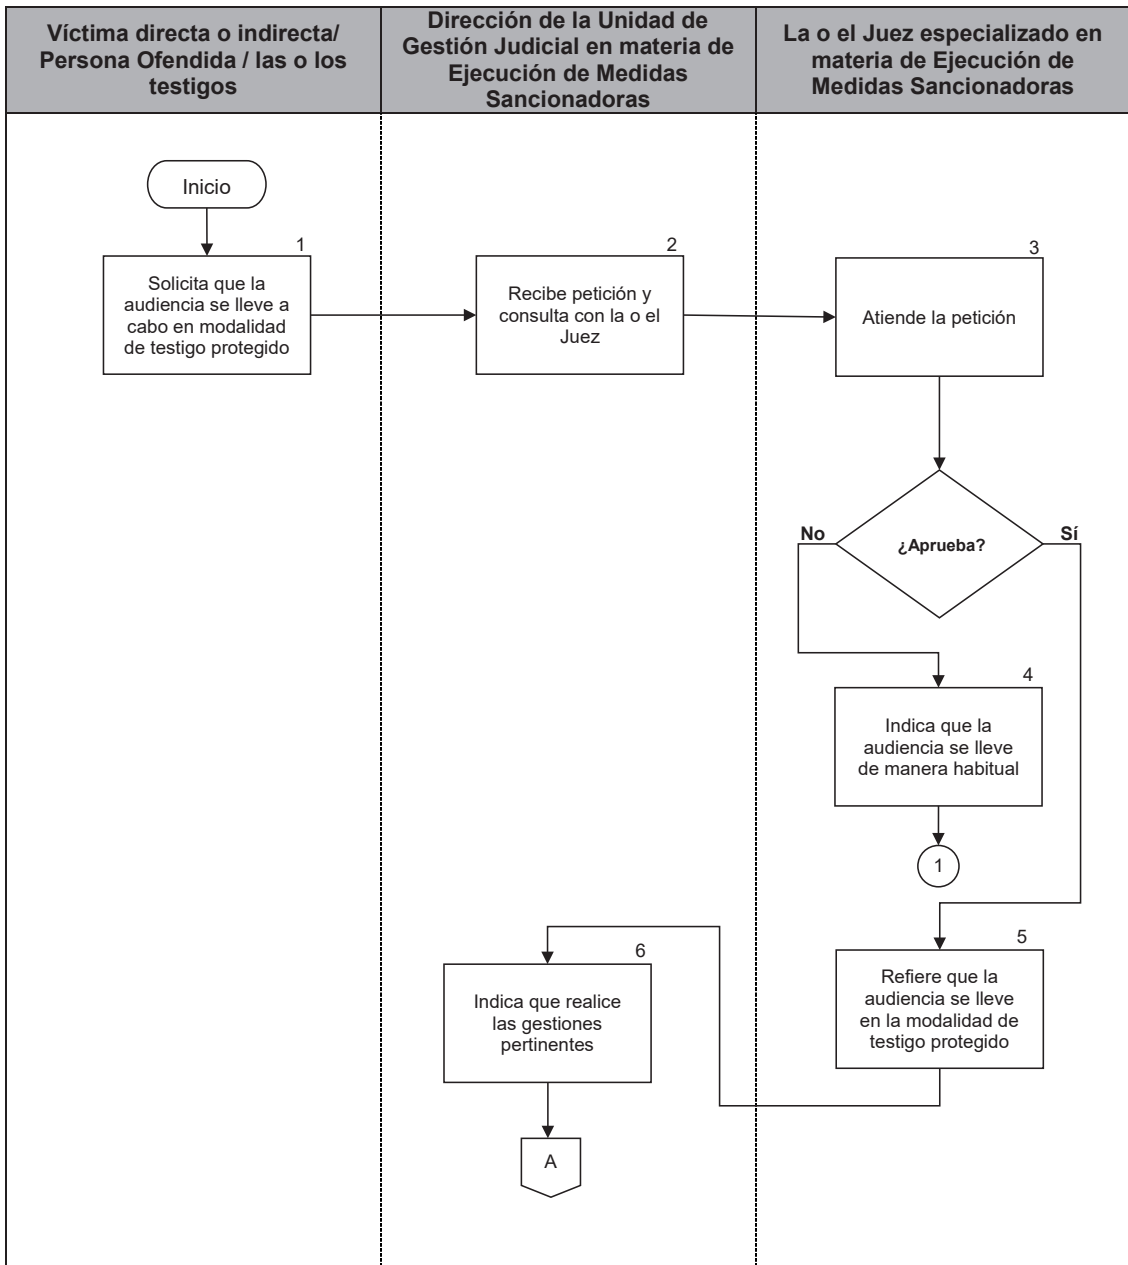 Víctima directa o indirecta/
Persona Ofendida / las o los
testigos
Dirección de la Unidad de
Gestión Judicial en materia de
Ejecución de Medidas
Sancionadoras
La o el Juez especializado en
materia de Ejecución de
Medidas Sancionadoras
Inicio
1
Solicita que la
audiencia se lleve a
cabo en modalidad
de testigo protegido
2
Recibe petición y
consulta con la o el
Juez
3
Atiende la petición
No
¿Aprueba?
Sí
4
Indica que la
audiencia se lleve
de manera habitual
1
5
Refiere que la
audiencia se lleve
en la modalidad de
testigo protegido
6
Indica que realice
las gestiones
pertinentes
A